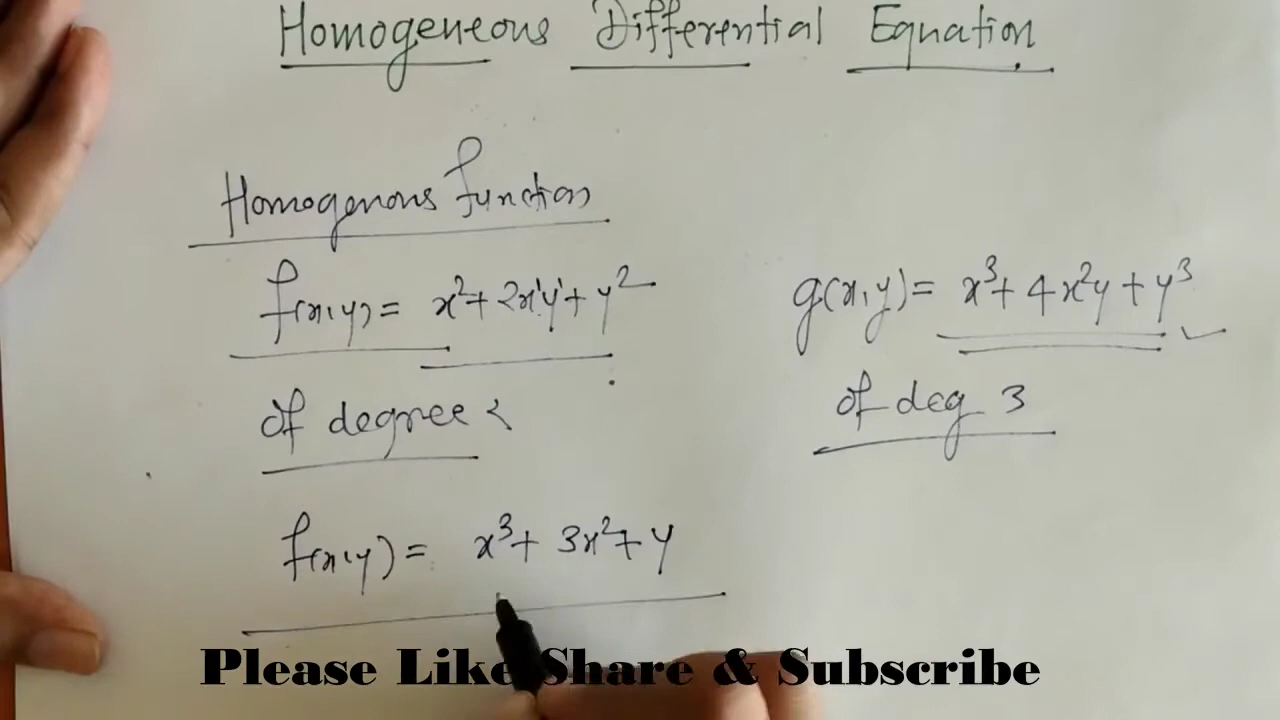 Homogeneous Differential Equation
Homogenous function
f(x,y) = x²+ 2x¹y¹+ y²
of degree 2
f(x,y) = x³+ 3x²+ y
g(x,y) = x³+ 4x²y + y³
of deg 3
Please Like Share & Subscribe